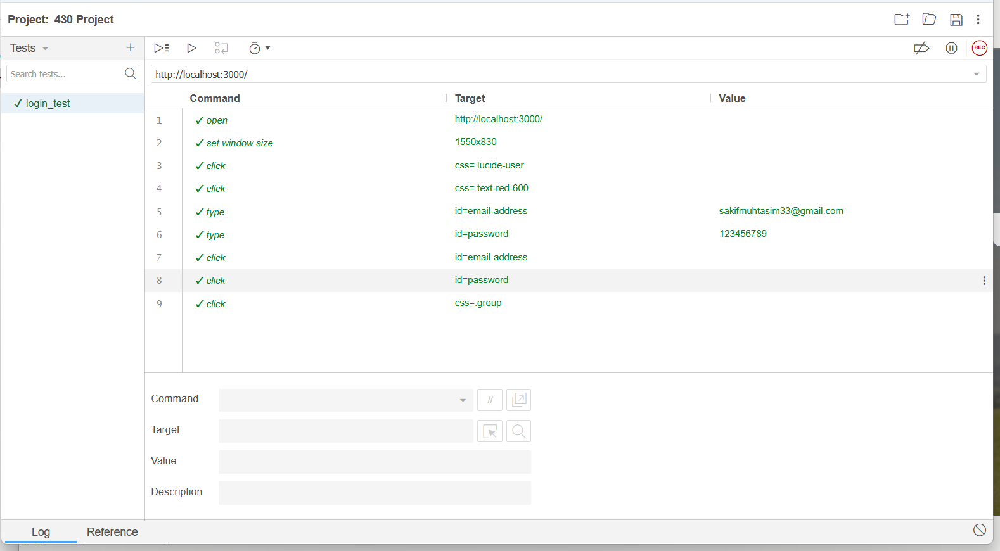 Project: 430 Project
Tests
REC
Search tests...
http://localhost:3000/
✓ login_test
Command Target Value
1 ✓ open http://localhost:3000/
2 ✓ set window size 1550x830
3 ✓ click css=.lucide-user
4 ✓ click css=.text-red-600
5 ✓ type id=email-address sakifmuhtasim33@gmail.com
6 ✓ type id=password 123456789
7 ✓ click id=email-address
8 ✓ click id=password
9 ✓ click css=.group
Command //
Target
Value
Description
Log Reference